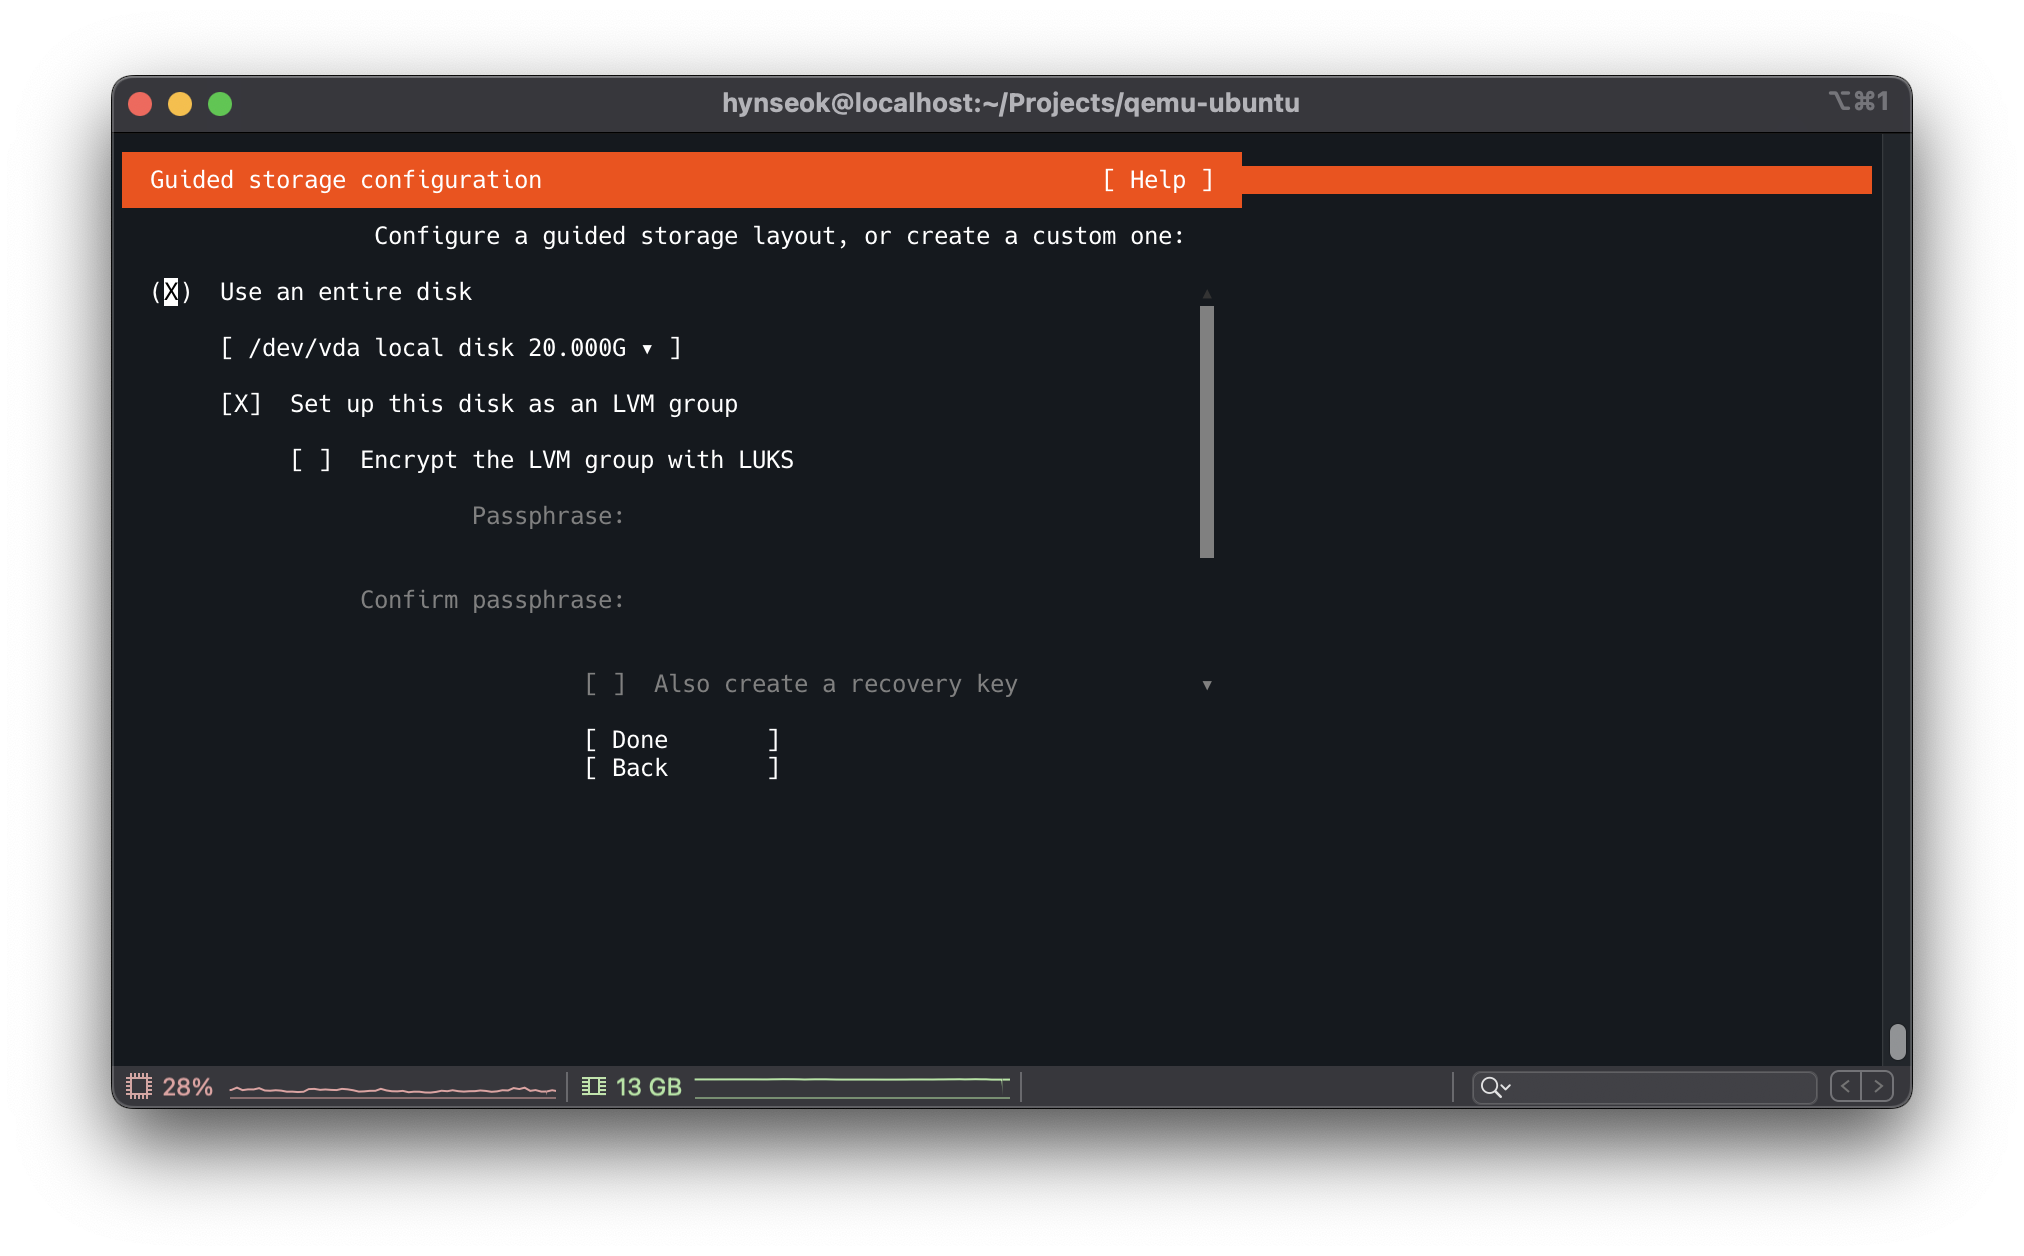 hynseok@localhost:~/Projects/qemu-ubuntu
⌥⌘1
Guided storage configuration [ Help ]
Configure a guided storage layout, or create a custom one:
(X) Use an entire disk
[ /dev/vda local disk 20.000G ▾ ]
[X] Set up this disk as an LVM group
[ ] Encrypt the LVM group with LUKS
Passphrase:
Confirm passphrase:
[ ] Also create a recovery key
[ Done ]
[ Back ]
28% 13 GB